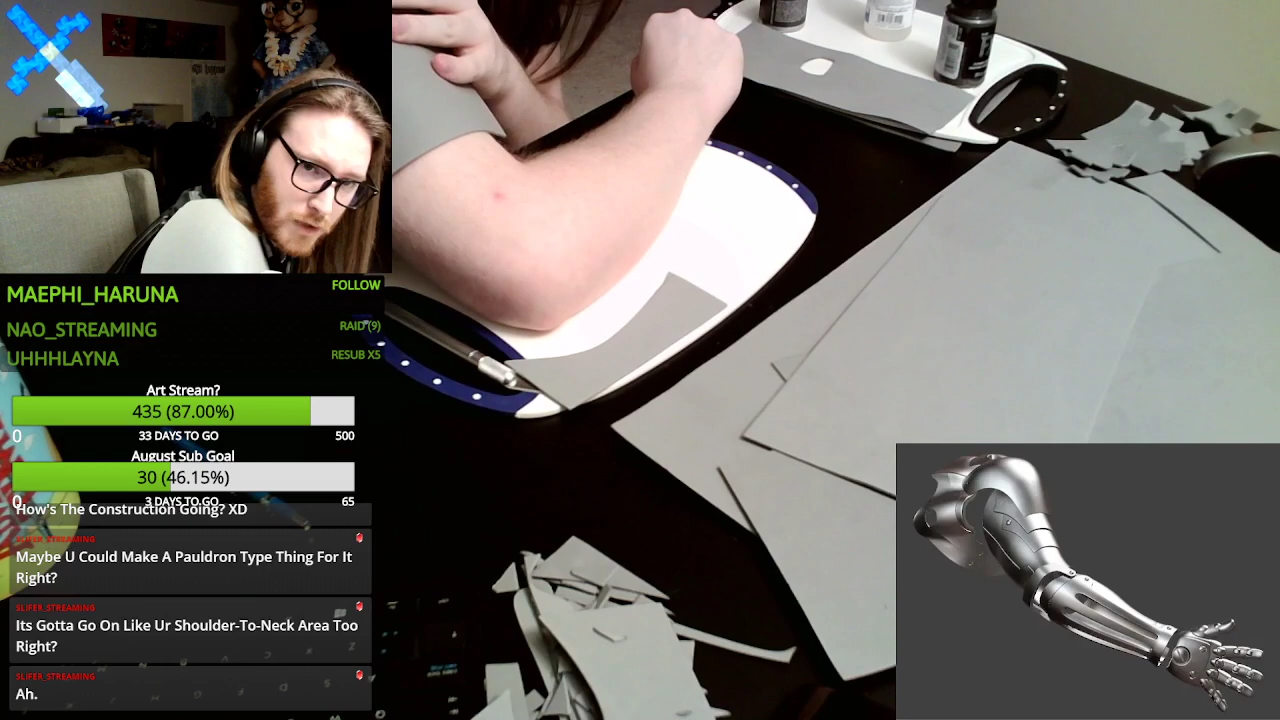 MAEPHI_HARUNA FOLLOW
NAO_STREAMING RAID (9)
UHHHLAYNA RESUB X5
Art Stream?
435 (87.00%)
0 33 DAYS TO GO 500
August Sub Goal
30 (46.15%)
0 3 DAYS TO GO 65
How's The Construction Going? XD
SLIFER_STREAMING
Maybe U Could Make A Pauldron Type Thing For It
Right?
SLIFER_STREAMING
Its Gotta Go On Like Ur Shoulder-To-Neck Area Too
Right?
SLIFER_STREAMING
Ah.